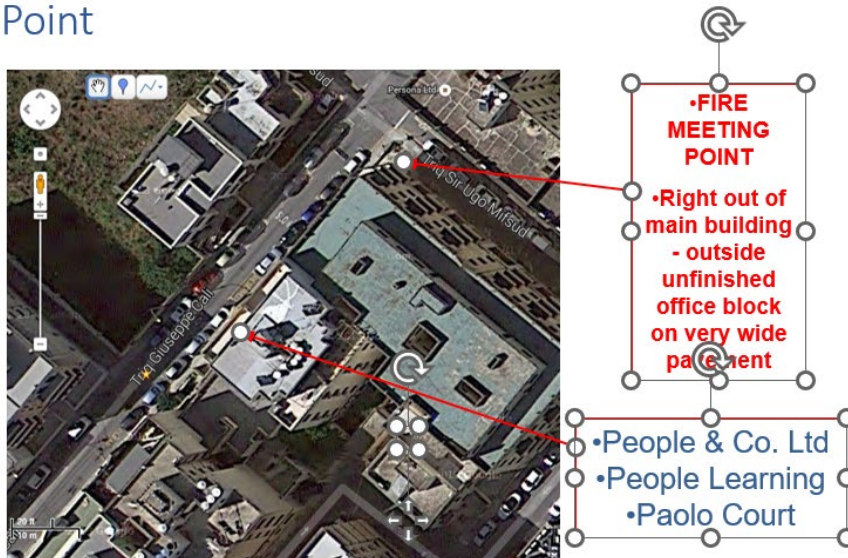 Point
Persona Ltd
Triq Sir Ugo Mifsud
Triq Giuseppe Cali
20 ft
10 m
•FIRE
MEETING
POINT
•Right out of
main building
- outside
unfinished
office block
on very wide
pavement
•People & Co. Ltd
•People Learning
•Paolo Court